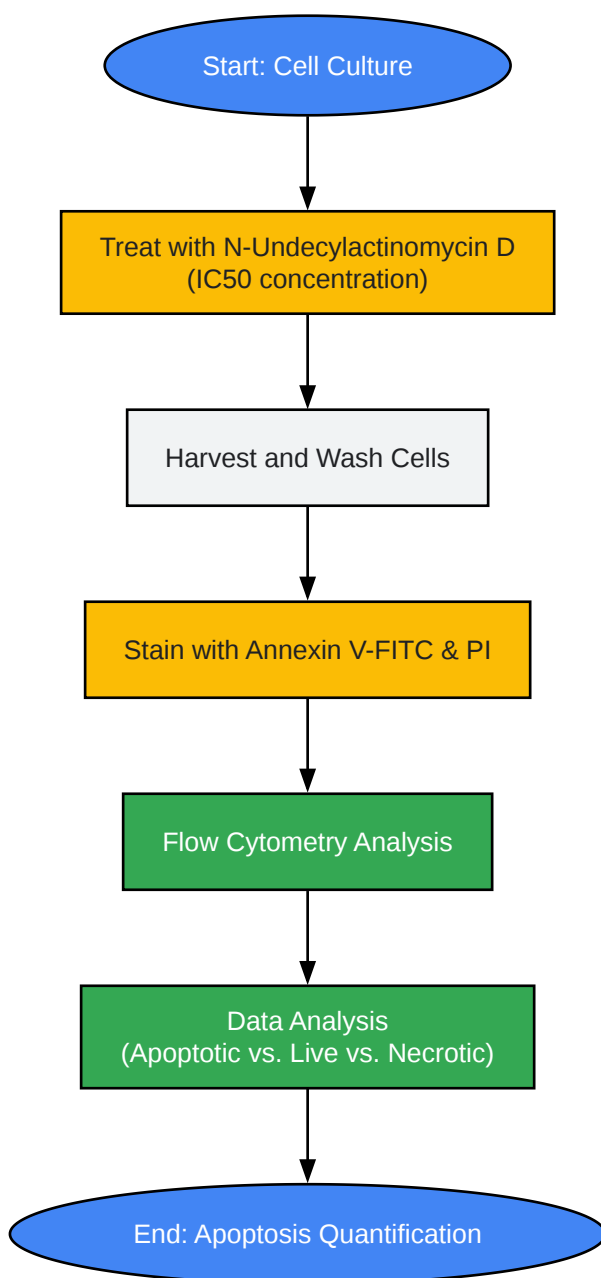 Start: Cell Culture
Treat with N-Undecylactinomycin D
(IC50 concentration)
Harvest and Wash Cells
Stain with Annexin V-FITC & PI
Flow Cytometry Analysis
Data Analysis
(Apoptotic vs. Live vs. Necrotic)
End: Apoptosis Quantification